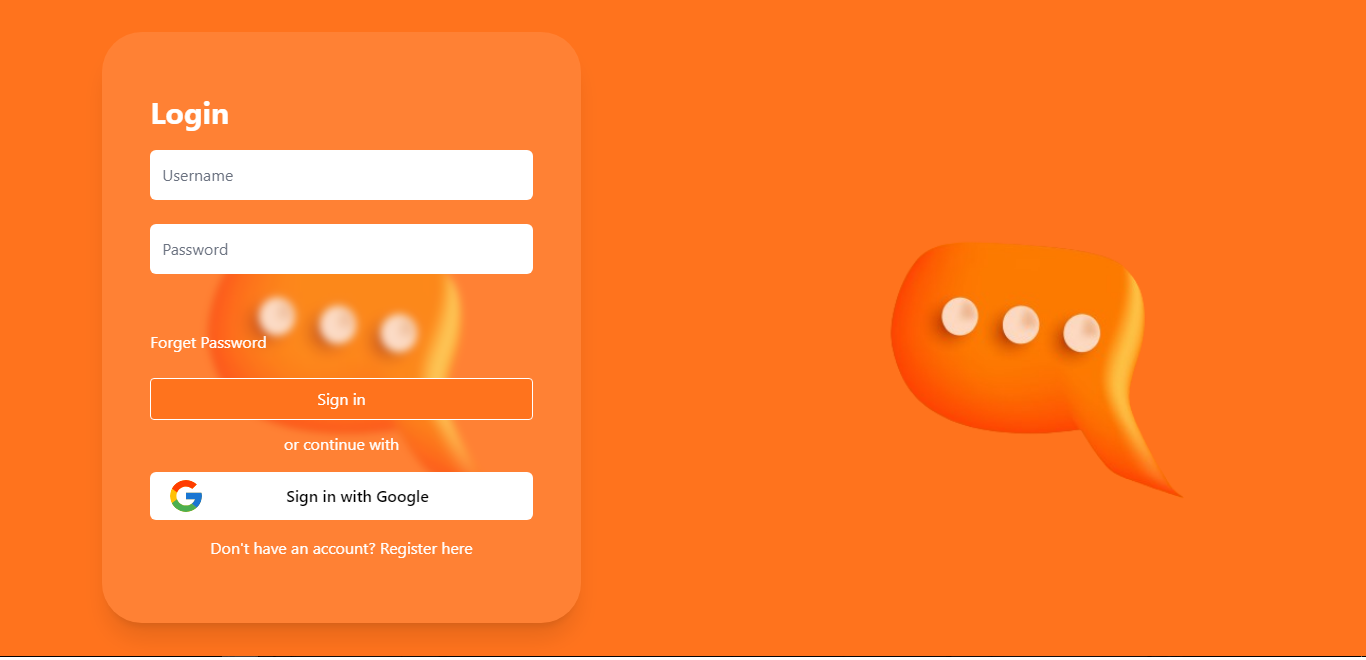 Login
Username
Password
Forget Password
Sign in
or continue with
Sign in with Google
Don't have an account? Register here